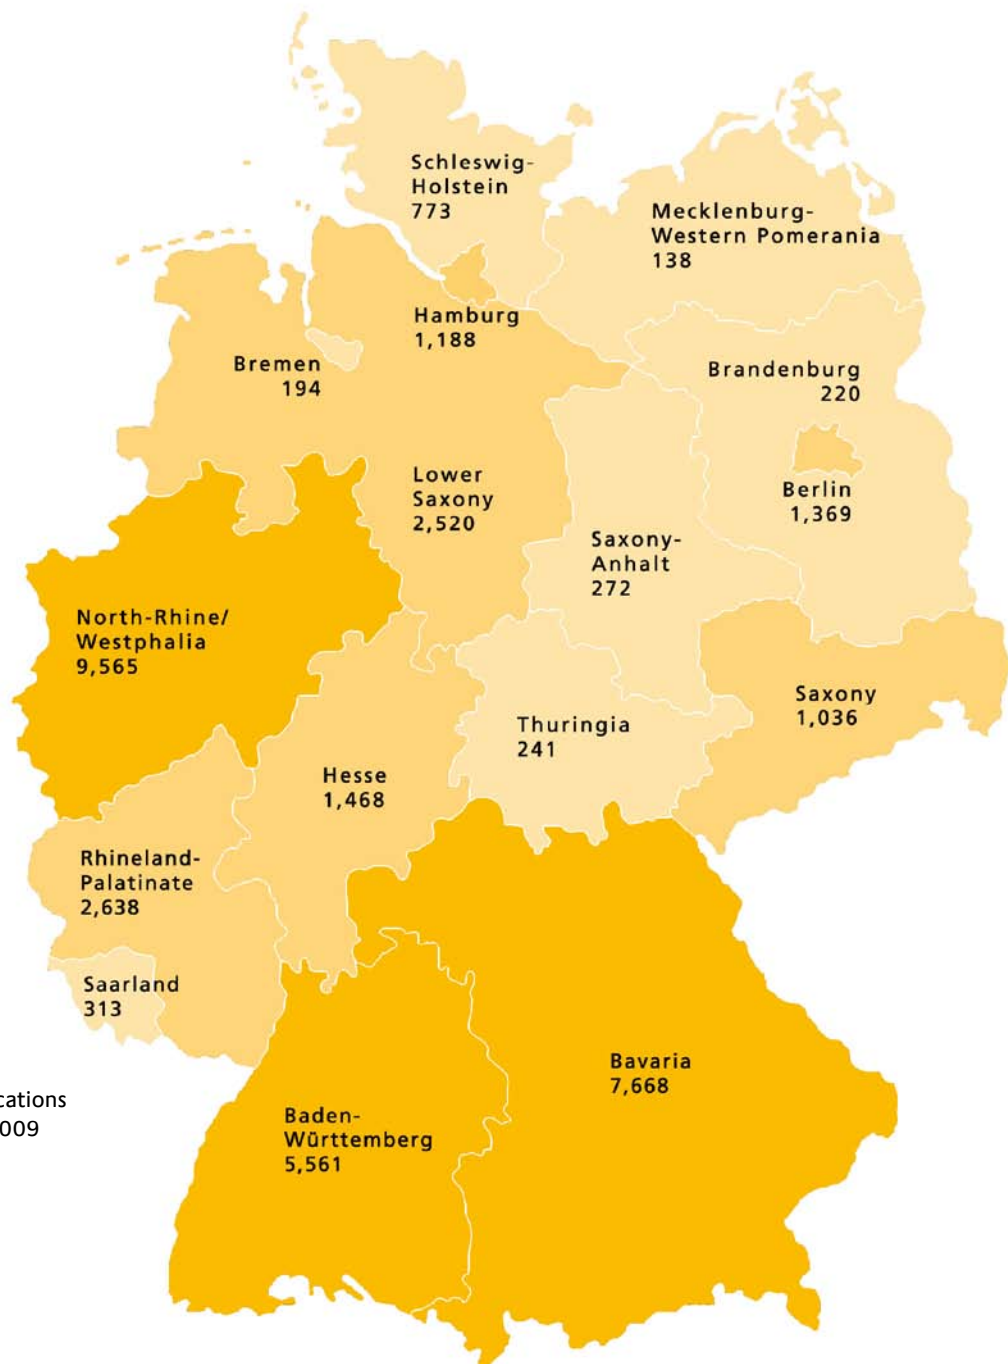 Schleswig-
Holstein
773
Mecklenburg-
Western Pomerania
138
Hamburg
1,188
Bremen
194
Brandenburg
220
Lower
Saxony
2,520
Berlin
1,369
Saxony-
Anhalt
272
North-Rhine/
Westphalia
9,565
Saxony
1,036
Thuringia
241
Hesse
1,468
Rhineland-
Palatinate
2,638
Saarland
313
Bavaria
7,668
cations
009
Baden-
Württemberg
5,561